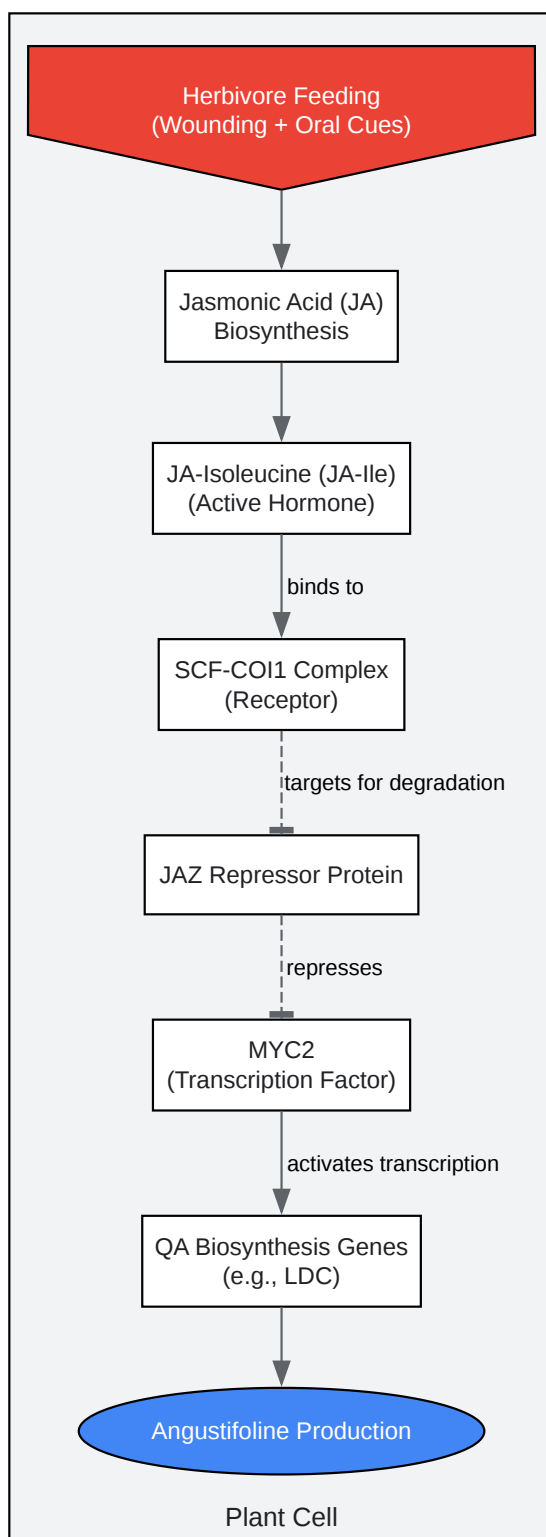 Herbivore Feeding
(Wounding + Oral Cues)
Jasmonic Acid (JA)
Biosynthesis
JA-Isoleucine (JA-Ile)
(Active Hormone)
binds to
SCF-COI1 Complex
(Receptor)
targets for degradation
JAZ Repressor Protein
represses
MYC2
(Transcription Factor)
activates transcription
QA Biosynthesis Genes
(e.g., LDC)
Angustifoline Production
Plant Cell